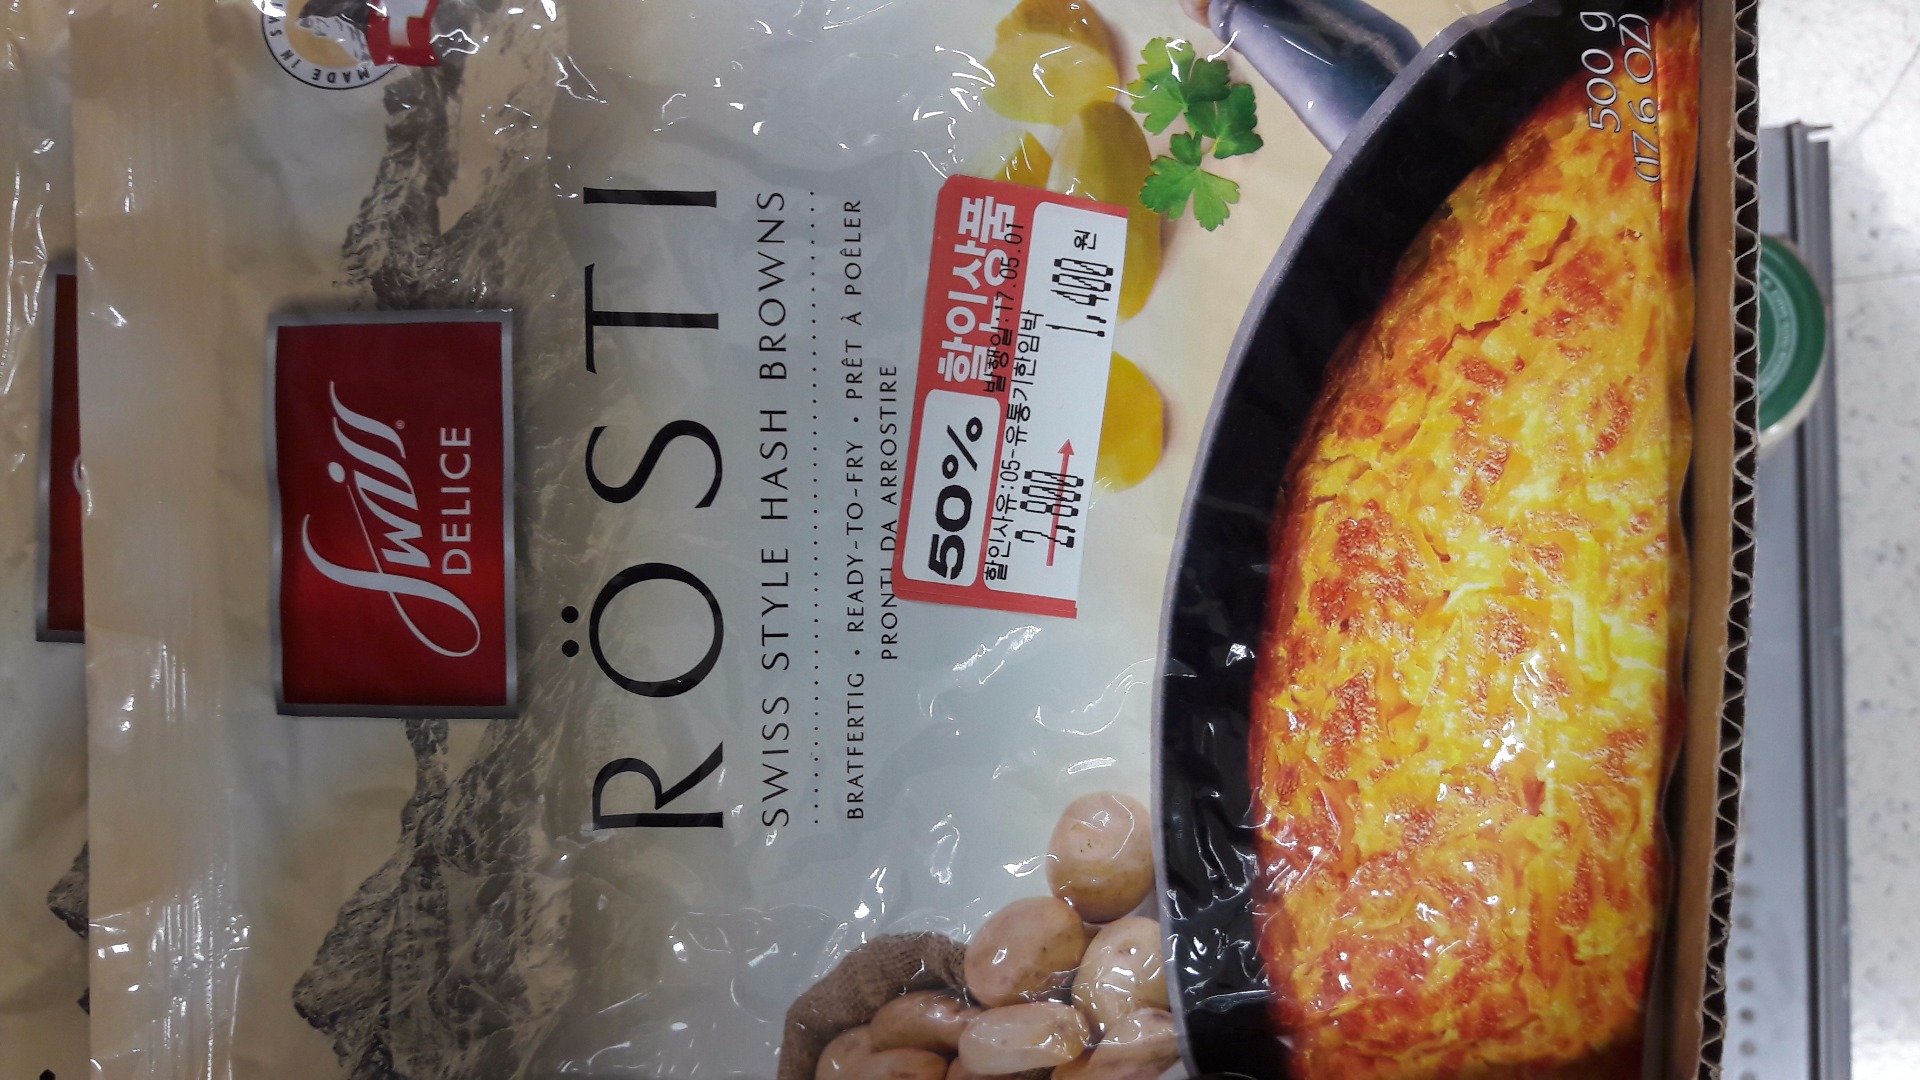 MADE IN
Swiss®
DELICE
RÖSTI
SWISS STYLE HASH BROWNS
BRATFERTIG • READY-TO-FRY • PRÊT À POÊLER
PRONTI DA ARROSTIRE
50% 할인상품
발행일:17.05.01
할인사유:05-유통기한임박
2,800 1,400 원
500 g
(17.6 OZ)